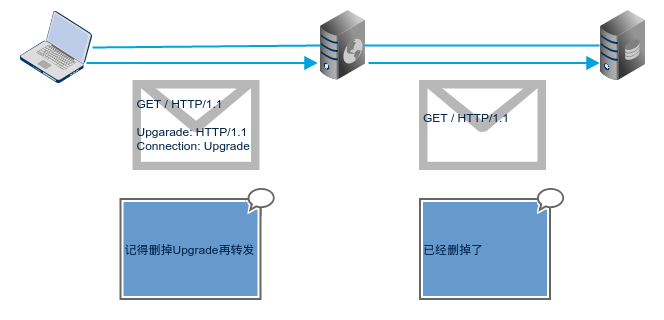 GET / HTTP/1.1
Upgarade: HTTP/1.1
Connection: Upgrade
GET / HTTP/1.1
记得删掉Upgrade再转发
已经删掉了